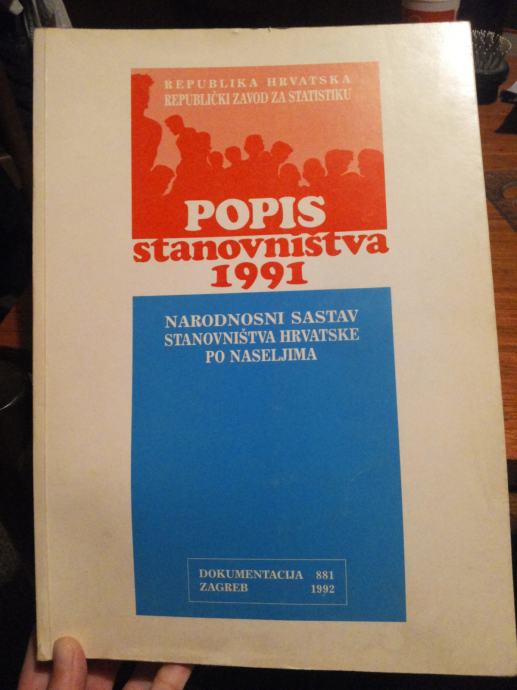 REPUBLIKA HRVATSKA
REPUBLIČKI ZAVOD ZA STATISTIKU
POPIS
stanovništva
1991
NARODNOSNI SASTAV
STANOVNIŠTVA HRVATSKE
PO NASELJIMA
DOKUMENTACIJA 881
ZAGREB 1992